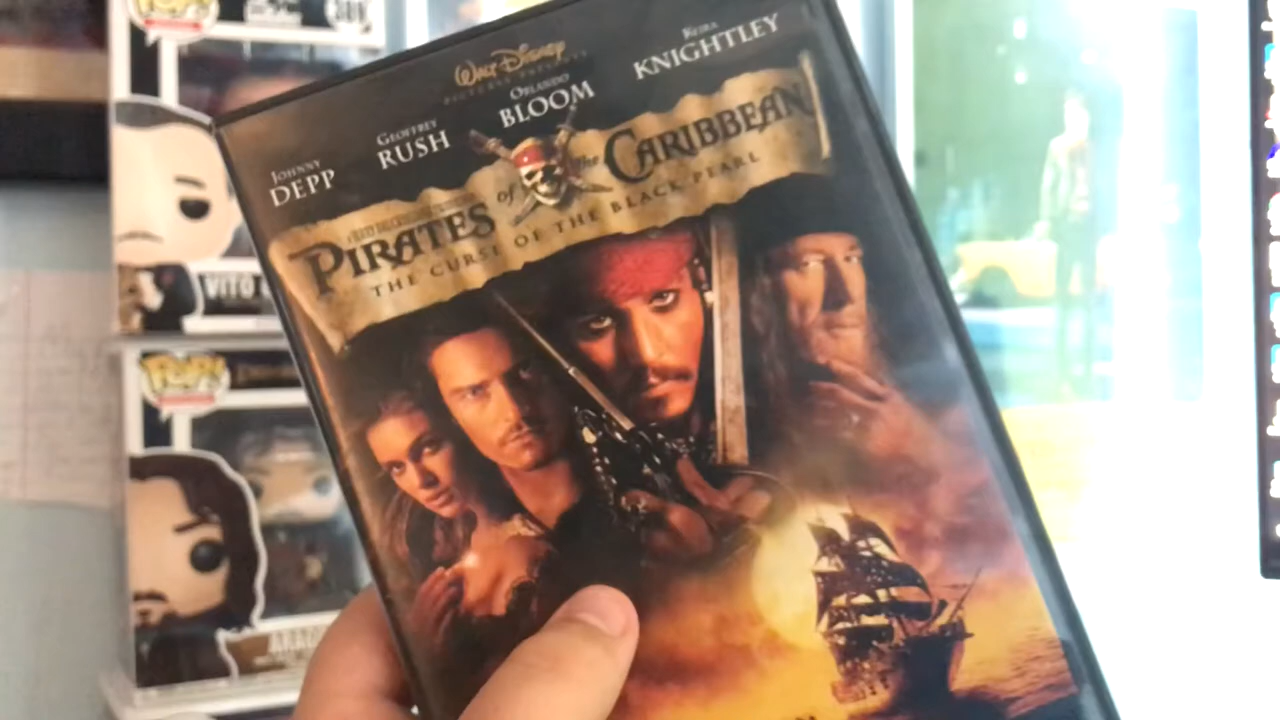 WALT DISNEY
PICTURES PRESENTS
JOHNNY
DEPP
GEOFFREY
RUSH
ORLANDO
BLOOM
KEIRA
KNIGHTLEY
PIRATES of the CARIBBEAN
THE CURSE OF THE BLACK PEARL
POP!
VITO
POP!